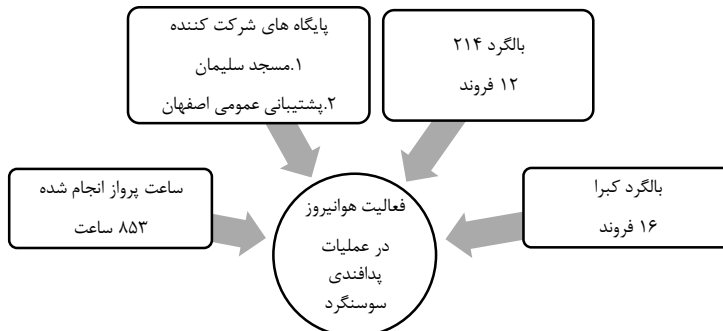 پایگاه های شرکت کننده
۱.مسجد سلیمان
۲.پشتیبانی عمومی اصفهان
بالگرد ۲۱۴
۱۲ فروند
ساعت پرواز انجام شده
۸۵۳ ساعت
فعالیت هوانیروز
در عملیات
پدافندی
سوسنگرد
بالگرد کبرا
۱۶ فروند